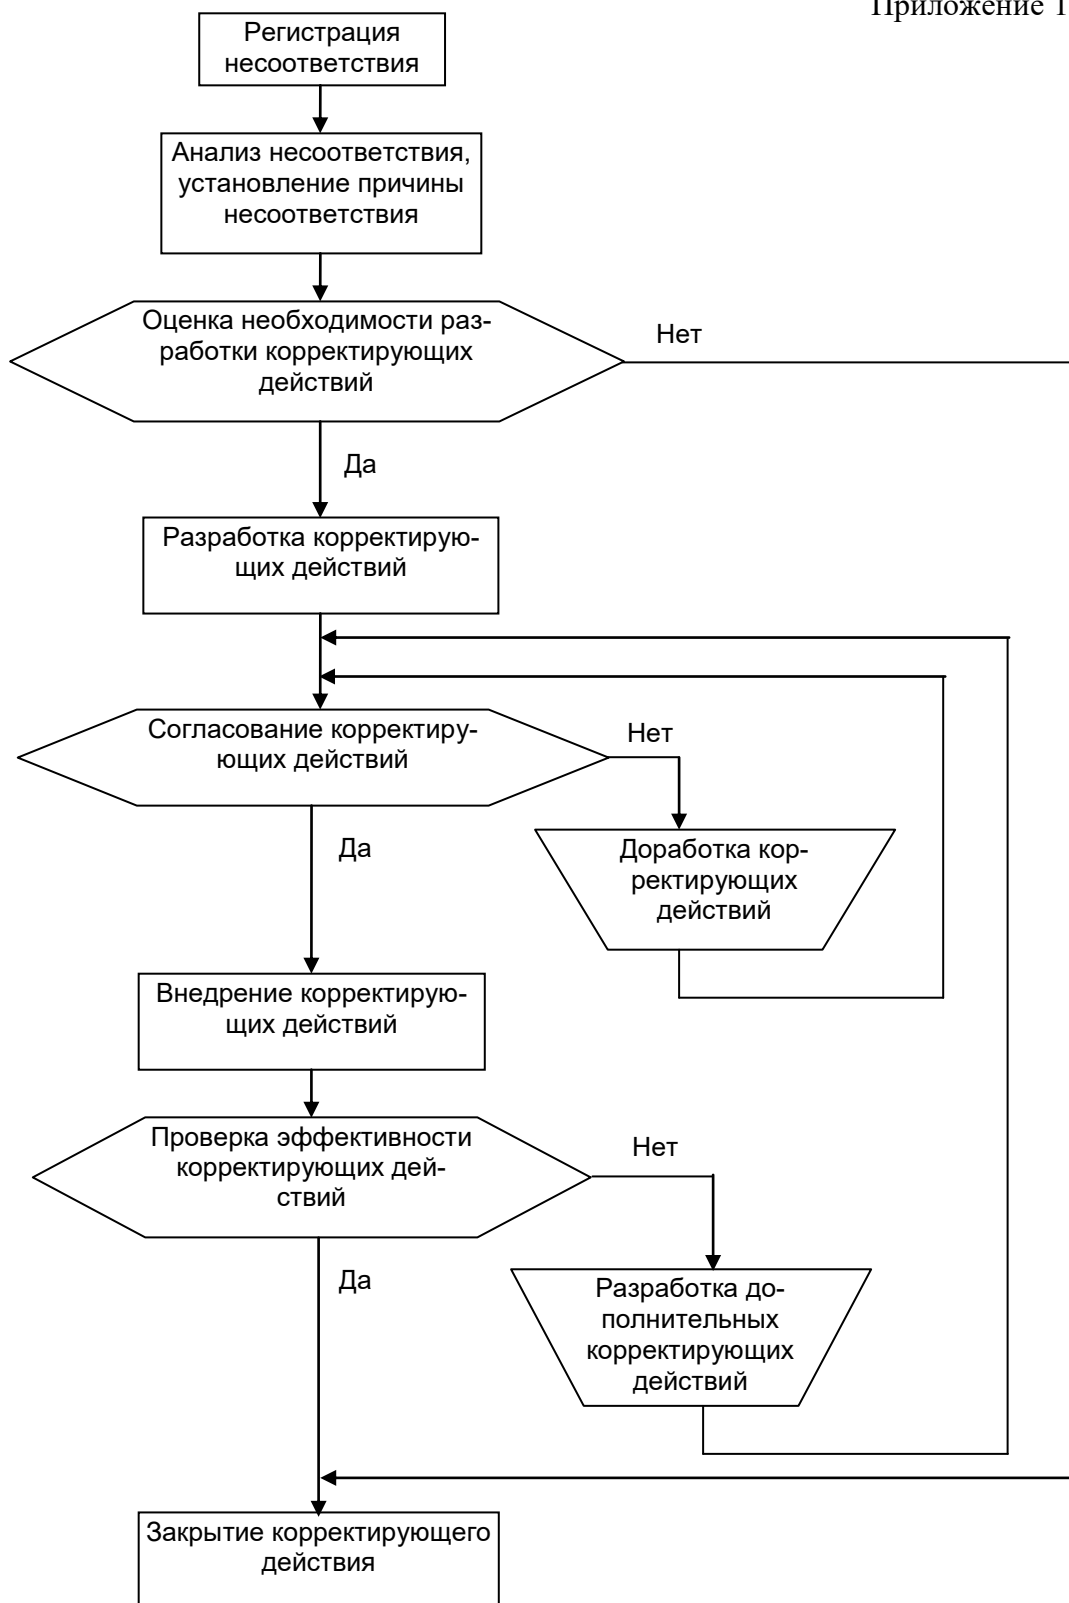 Приложение 1
Регистрация
несоответствия
Анализ несоответствия,
установление причины
несоответствия
Оценка необходимости раз-
работки корректирующих
действий
Нет
Да
Разработка корректирую-
щих действий
Согласование корректиру-
ющих действий
Нет
Да
Доработка кор-
ректирующих
действий
Внедрение корректирую-
щих действий
Проверка эффективности
корректирующих дей-
ствий
Нет
Да
Разработка до-
полнительных
корректирующих
действий
Закрытие корректирующего
действия